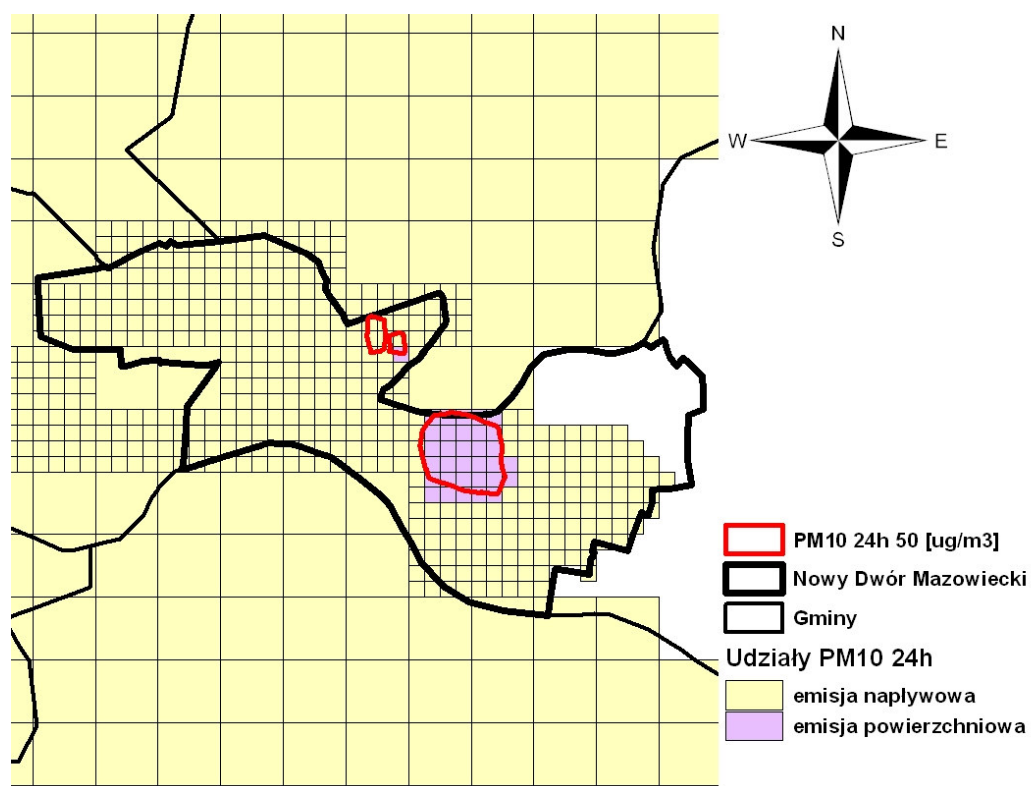 N
W
E
S
PM10 24h 50 [ug/m3]
Nowy Dwór Mazowiecki
Gminy
Udziały PM10 24h
emisja napływowa
emisja powierzchniowa